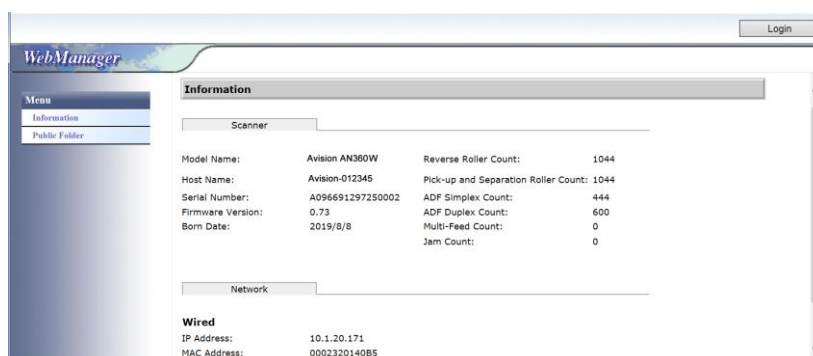 Login
WebManager
Menu
Information
Public Folder
Information
Scanner
Model Name: Avision AN360W Reverse Roller Count: 1044
Host Name: Avision-012345 Pick-up and Separation Roller Count: 1044
Serial Number: A096691297250002 ADF Simplex Count: 444
Firmware Version: 0.73 ADF Duplex Count: 600
Born Date: 2019/8/8 Multi-Feed Count: 0
Jam Count: 0
Network
Wired
IP Address: 10.1.20.171
MAC Address: 0002320140B5